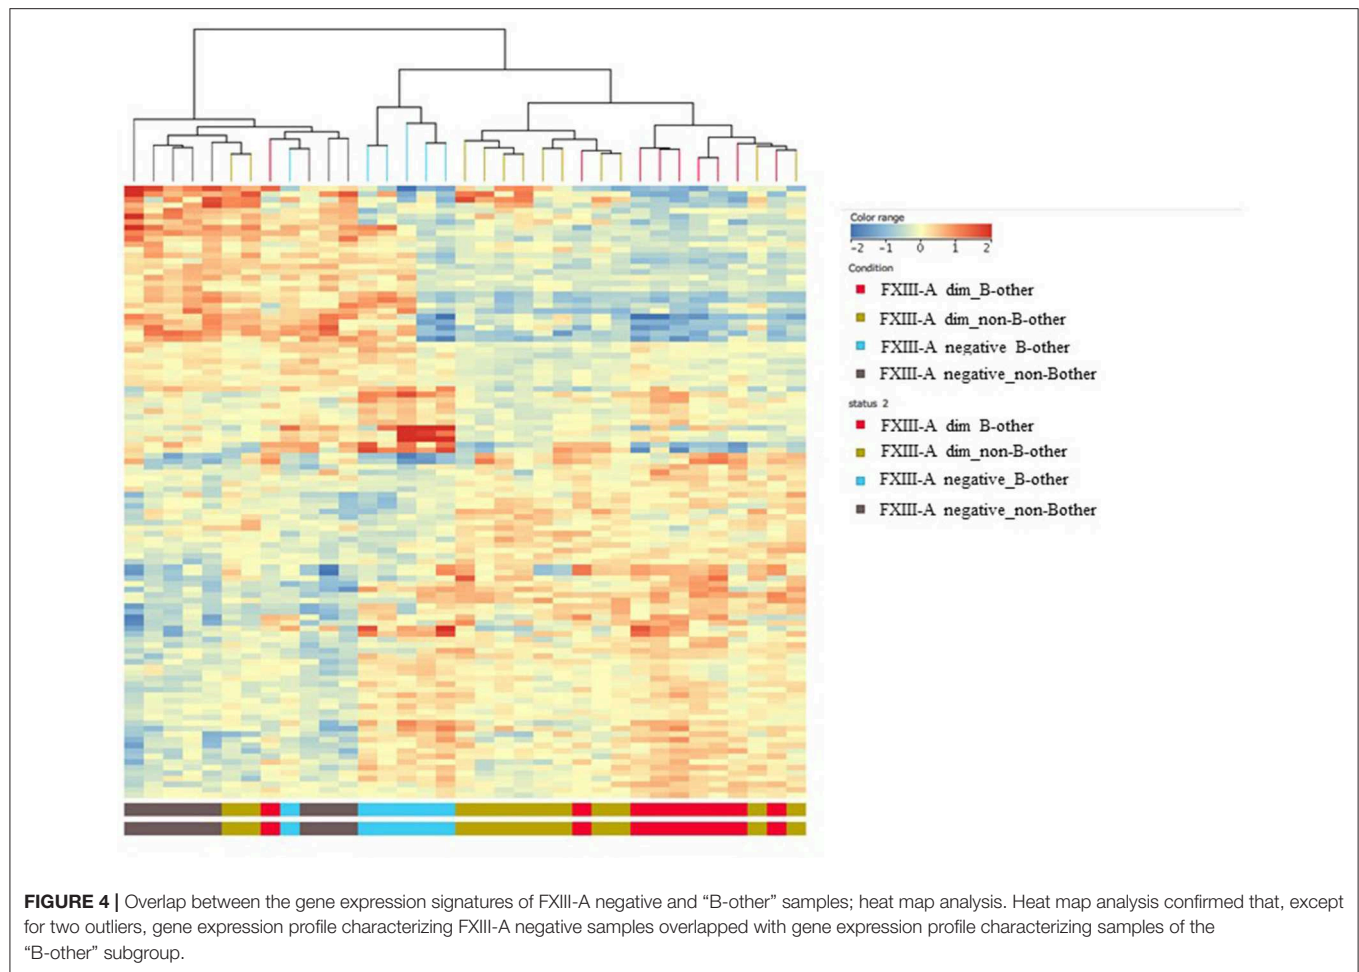 Color range
-2 -1 0 1 2
Condition
FXIII-A dim_B-other
FXIII-A dim_non-B-other
FXIII-A negative B-other
FXIII-A negative_non-Bother
status 2
FXIII-A dim B-other
FXIII-A dim_non-B-other
FXIII-A negative_B-other
FXIII-A negative_non-Bother
FIGURE 4 | Overlap between the gene expression signatures of FXIII-A negative and “B-other” samples; heat map analysis. Heat map analysis confirmed that, except
for two outliers, gene expression profile characterizing FXIII-A negative samples overlapped with gene expression profile characterizing samples of the
“B-other” subgroup.